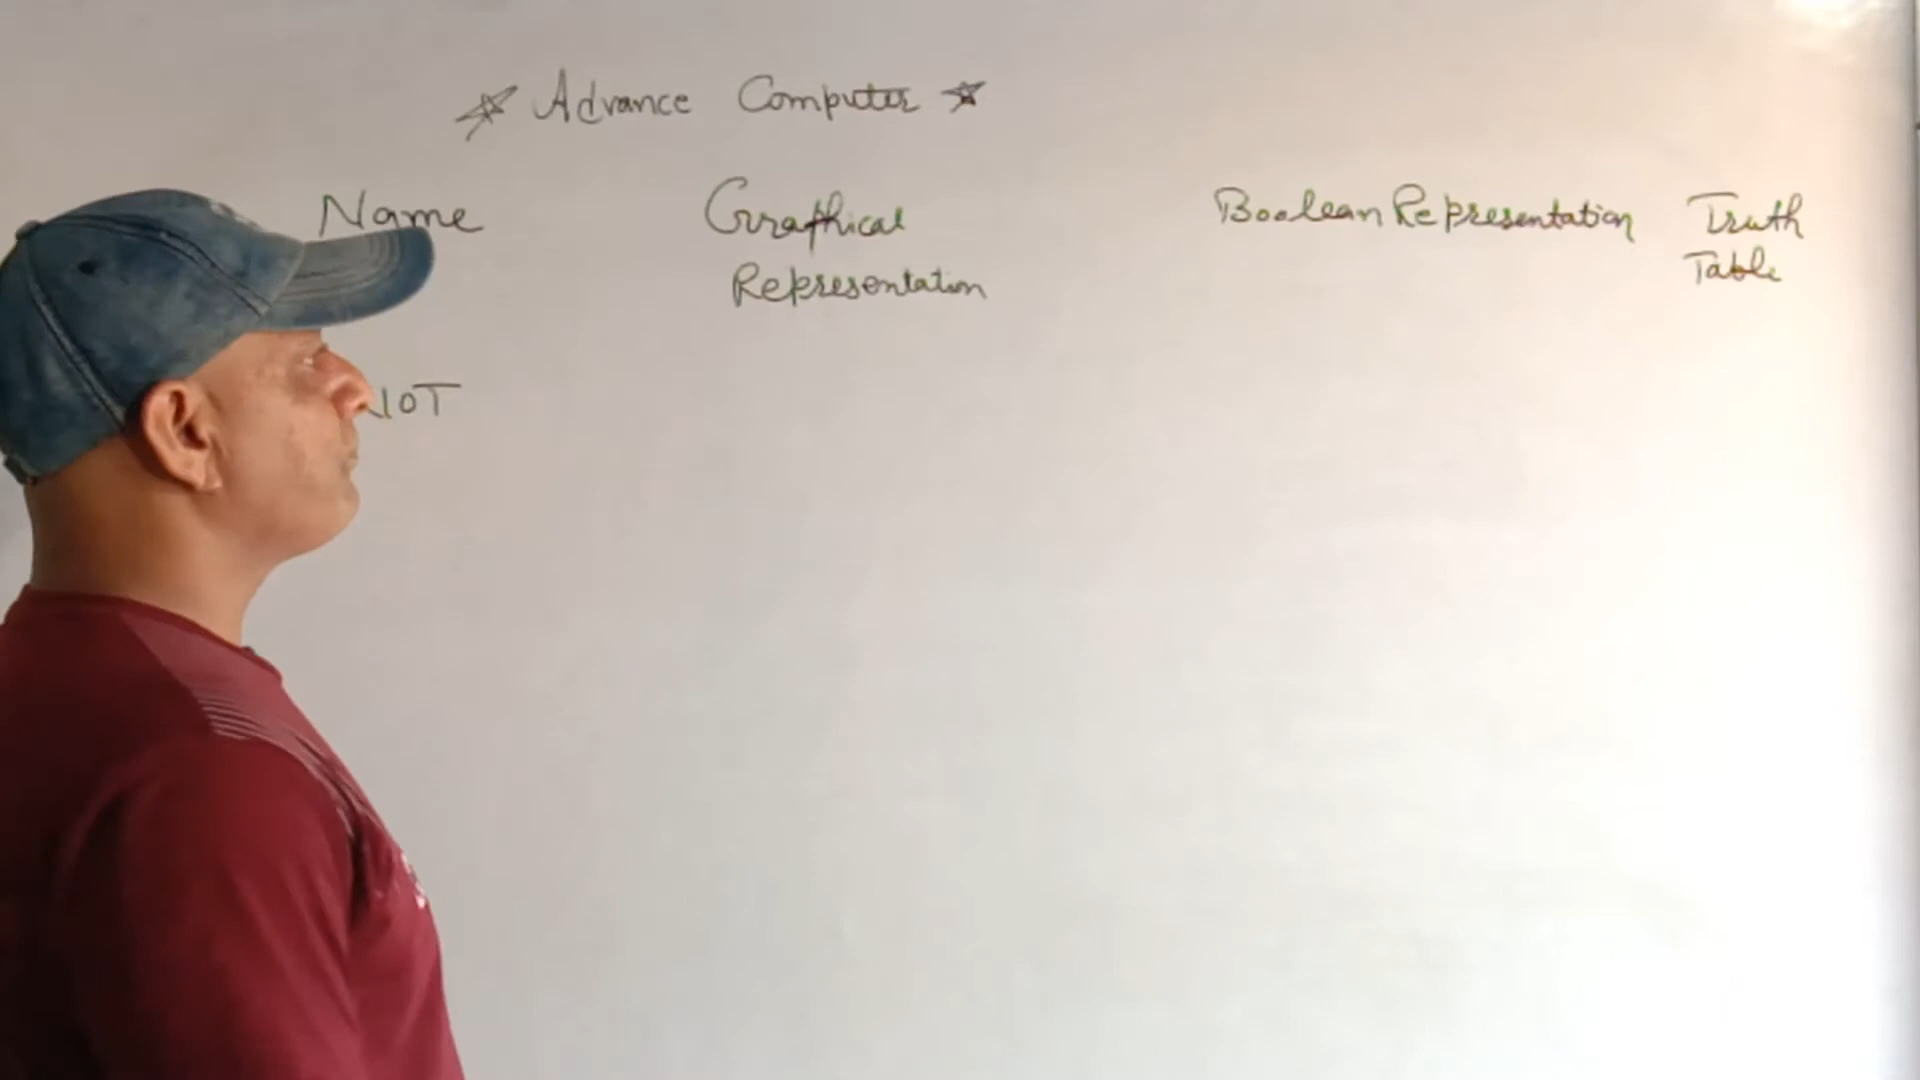 ☆ Advance Computer ☆
Name Graphical Representation Boolean Representation Truth Table
NOT